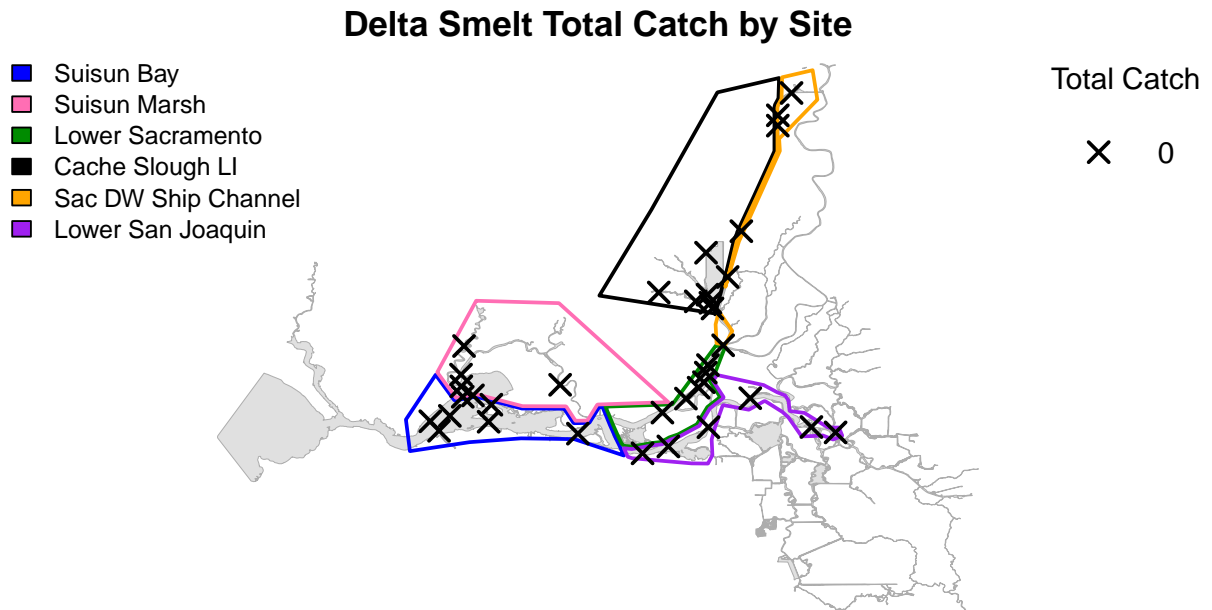 Delta Smelt Total Catch by Site
Suisun Bay
Suisun Marsh
Lower Sacramento
Cache Slough LI
Sac DW Ship Channel
Lower San Joaquin
Total Catch
0